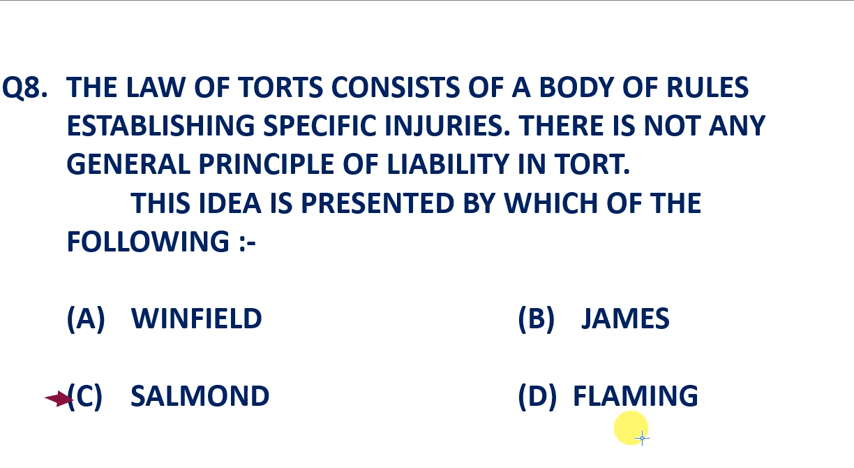 Q8. THE LAW OF TORTS CONSISTS OF A BODY OF RULES
ESTABLISHING SPECIFIC INJURIES. THERE IS NOT ANY
GENERAL PRINCIPLE OF LIABILITY IN TORT.
THIS IDEA IS PRESENTED BY WHICH OF THE
FOLLOWING :-
(A) WINFIELD (B) JAMES
(C) SALMOND (D) FLAMING